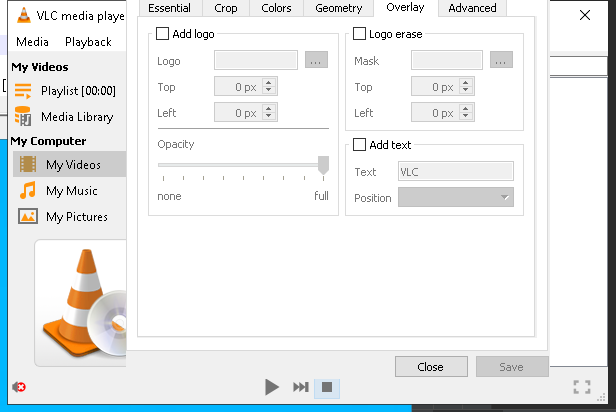 VLC media playe
Media Playback
My Videos
Playlist [00:00]
Media Library
My Computer
My Videos
My Music
My Pictures
Essential Crop Colors Geometry Overlay Advanced
Add logo
Logo ...
Top 0 px
Left 0 px
Opacity
none full
Logo erase
Mask ...
Top 0 px
Left 0 px
Add text
Text VLC
Position
Close Save